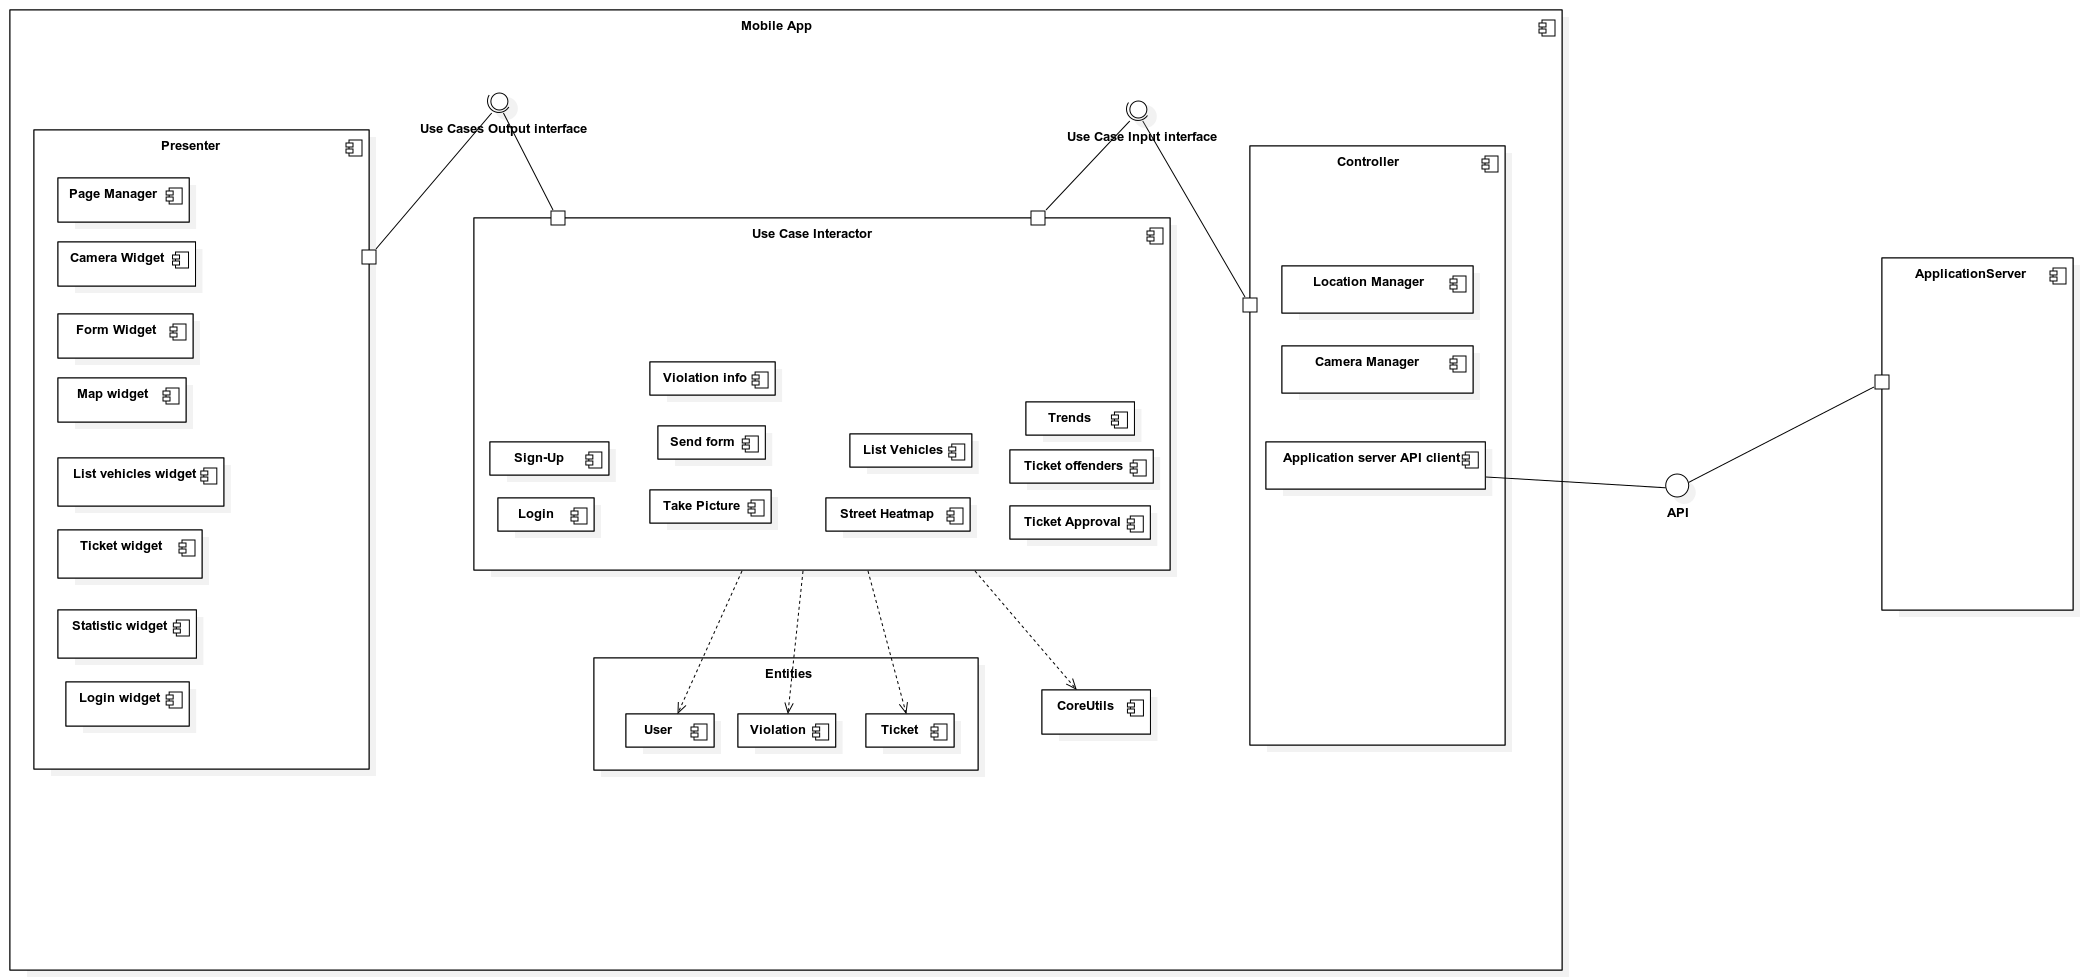 Mobile App
Use Cases Output interface
Use Case Input interface
Presenter
Page Manager
Camera Widget
Form Widget
Map widget
List vehicles widget
Ticket widget
Statistic widget
Login widget
Use Case Interactor
Sign-Up
Login
Violation info
Send form
Take Picture
List Vehicles
Street Heatmap
Trends
Ticket offenders
Ticket Approval
Entities
User
Violation
Ticket
CoreUtils
Controller
Location Manager
Camera Manager
Application server API client
API
ApplicationServer